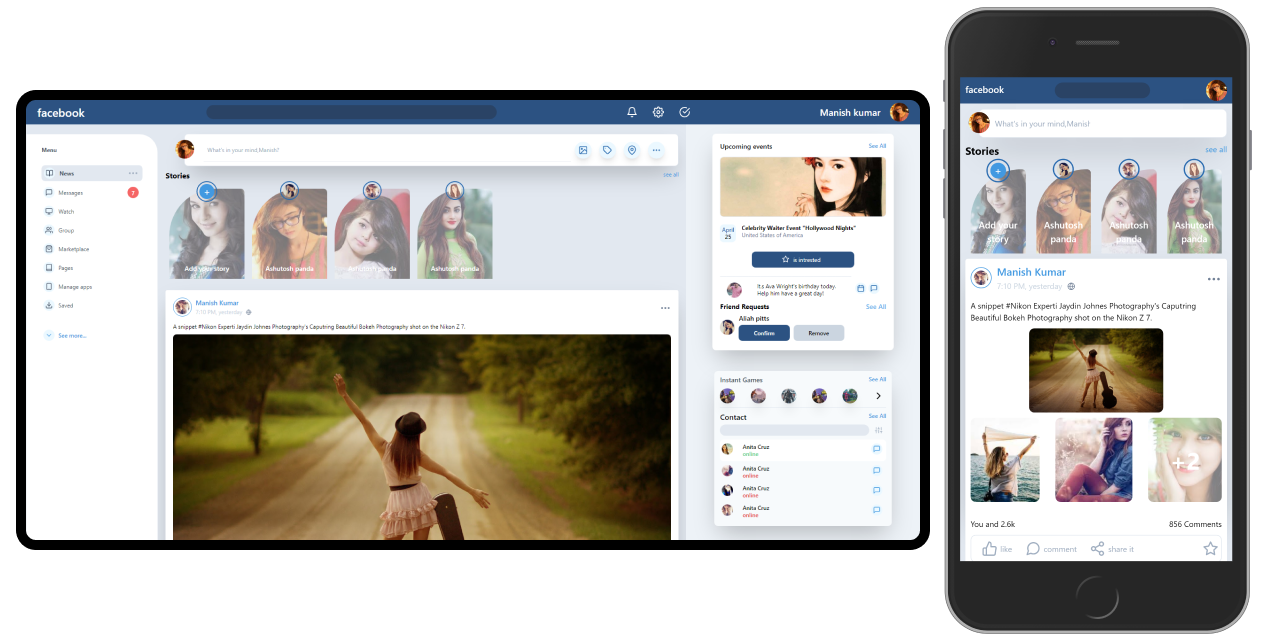 facebook
Manish kumar
Menu
News
Messages
7
Watch
Group
Marketplace
Pages
Manage apps
Saved
See more...
What's in your mind,Manish!
Stories
see all
Add your story
Ashutosh panda
Ashutosh panda
Ashutosh panda
Manish Kumar
7:10 PM, yesterday
A snippet #Nikon Experti Jaydin Johnes Photography's Caputring Beautiful Bokeh Photography shot on the Nikon Z 7.
Upcoming events
See All
April
25
Celebrity Waiter Event "Hollywood Nights"
United States of America
is intrested
It's Ava Wright's birthday today.
Help him have a great day!
Friend Requests
See All
Aliah pitts
Confirm
Remove
Instant Games
See All
Contact
See All
Anita Cruz
online
Anita Cruz
online
Anita Cruz
online
Anita Cruz
online
facebook
What's in your mind,Manis!
Stories
see all
Add your
story
Ashutosh
panda
Ashutosh
panda
Ashutosh
panda
Manish Kumar
7:10 PM, yesterday
A snippet #Nikon Experti Jaydin Johnes Photography's Caputring
Beautiful Bokeh Photography shot on the Nikon Z 7.
+2
You and 2.6k
856 Comments
like
comment
share it